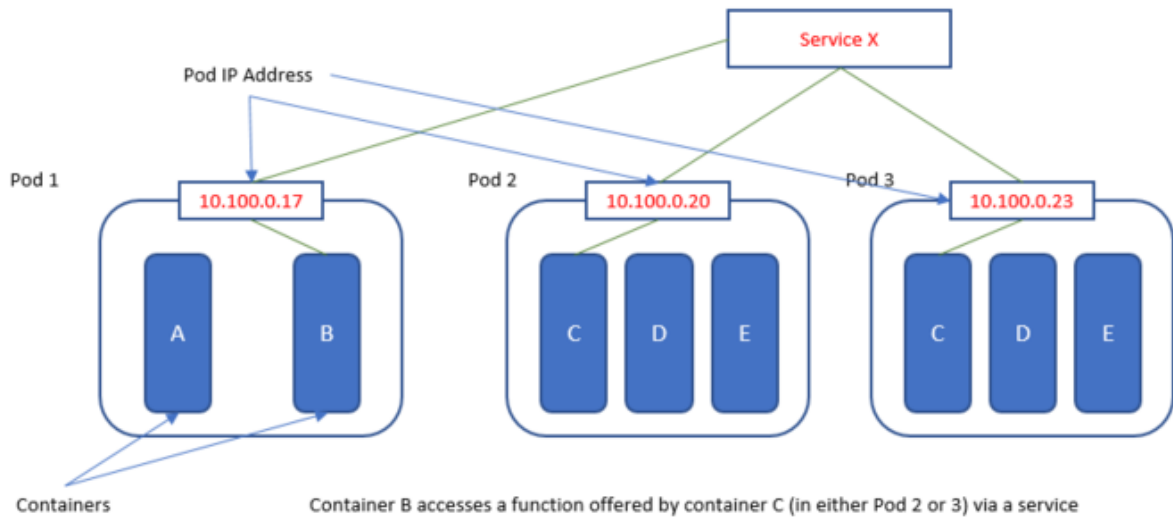 Service X
Pod IP Address
Pod 1
Pod 2
Pod 3
10.100.0.17
10.100.0.20
10.100.0.23
A
B
C
D
E
C
D
E
Containers
Container B accesses a function offered by container C (in either Pod 2 or 3) via a service